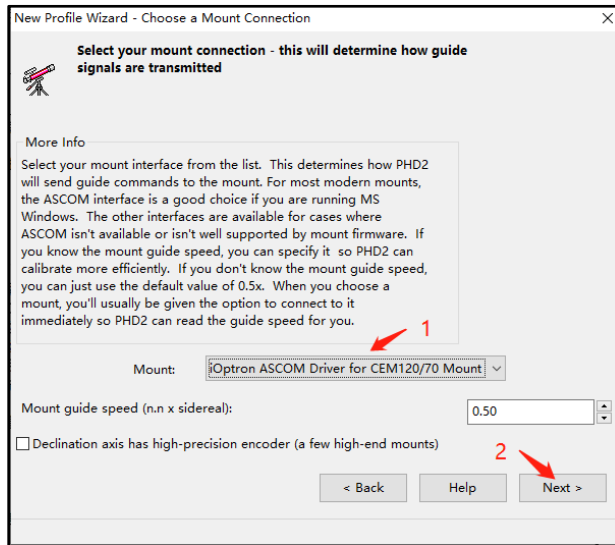 New Profile Wizard - Choose a Mount Connection
Select your mount connection - this will determine how guide
signals are transmitted
More Info
Select your mount interface from the list.  This determines how PHD2
will send guide commands to the mount. For most modern mounts,
the ASCOM interface is a good choice if you are running MS
Windows.  The other interfaces are available for cases where
ASCOM isn't available or isn't well supported by mount firmware.  If
you know the mount guide speed, you can specify it  so PHD2 can
calibrate more efficiently.  If you don't know the mount guide speed,
you can just use the default value of 0.5x.  When you choose a
mount, you'll usually be given the option to connect to it
immediately so PHD2 can read the guide speed for you.
1
Mount: iOptron ASCOM Driver for CEM120/70 Mount
Mount guide speed (n.n x sidereal): 0.50
Declination axis has high-precision encoder (a few high-end mounts)
2
< Back Help Next >